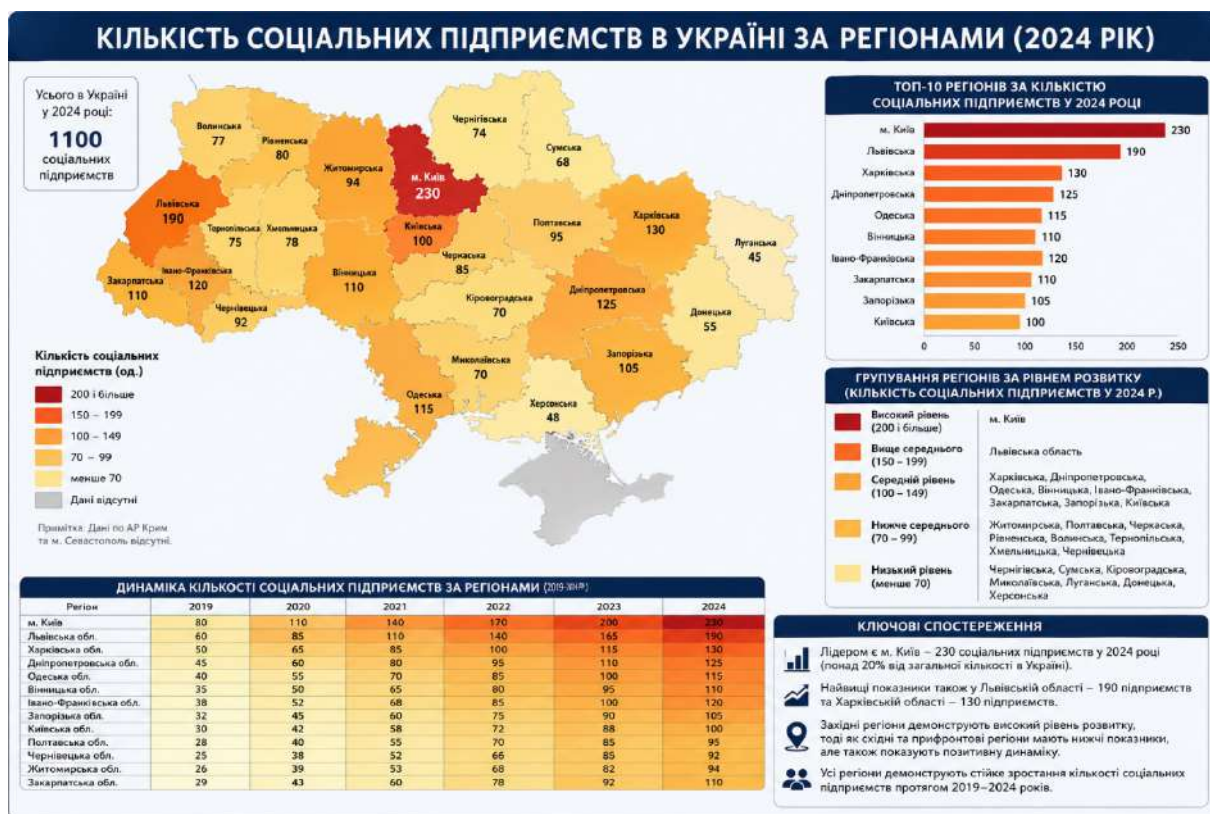 КІЛЬКІСТЬ СОЦІАЛЬНИХ ПІДПРИЄМСТВ В УКРАЇНІ ЗА РЕГІОНАМИ (2024 РІК)
Усього в Україні
у 2024 році:
1100
соціальних
підприємств
Волинська
77
Рівненська
80
Житомирська
94
м. Київ
230
Чернігівська
74
Сумська
68
Львівська
190
Тернопільська
75
Хмельницька
78
Київська
100
Полтавська
95
Харківська
130
Луганська
45
Закарпатська
110
Івано-Франківська
120
Чернівецька
92
Вінницька
110
Черкаська
85
Кіровоградська
70
Дніпропетровська
125
Донецька
55
Миколаївська
70
Запорізька
105
Одеська
115
Херсонська
48
Кількість соціальних
підприємств (од.)
200 і більше
150 – 199
100 – 149
70 – 99
менше 70
Дані відсутні
Примітка: Дані по АР Крим
та м. Севастополь відсутні.
ТОП-10 РЕГІОНІВ ЗА КІЛЬКІСТЮ
СОЦІАЛЬНИХ ПІДПРИЄМСТВ У 2024 РОЦІ
м. Київ 230
Львівська 190
Харківська 130
Дніпропетровська 125
Одеська 115
Вінницька 110
Івано-Франківська 120
Закарпатська 110
Запорізька 105
Київська 100
0 50 100 150 200 250
ГРУПУВАННЯ РЕГІОНІВ ЗА РІВНЕМ РОЗВИТКУ
(КІЛЬКІСТЬ СОЦІАЛЬНИХ ПІДПРИЄМСТВ У 2024 Р.)
Високий рівень
(200 і більше)
м. Київ
Вище середнього
(150 – 199)
Львівська область
Середній рівень
(100 – 149)
Харківська, Дніпропетровська,
Одеська, Вінницька, Івано-Франківська,
Закарпатська, Запорізька, Київська
Нижче середнього
(70 – 99)
Житомирська, Полтавська, Черкаська,
Рівненська, Волинська, Тернопільська,
Хмельницька, Чернівецька
Низький рівень
(менше 70)
Чернігівська, Сумська, Кіровоградська,
Миколаївська, Луганська, Донецька,
Херсонська
ДИНАМІКА КІЛЬКОСТІ СОЦІАЛЬНИХ ПІДПРИЄМСТВ ЗА РЕГІОНАМИ
Регіон 2019 2020 2021 2022 2023 2024
м. Київ 80 110 140 170 200 230
Львівська обл. 60 85 110 140 165 190
Харківська обл. 50 65 85 100 115 130
Дніпропетровська обл. 45 60 80 95 110 125
Одеська обл. 40 55 70 85 100 115
Вінницька обл. 35 50 65 80 95 110
Івано-Франківська обл. 38 52 68 85 100 120
Запорізька обл. 32 45 60 75 90 105
Київська обл. 30 42 58 72 88 100
Полтавська обл. 28 40 55 70 85 95
Чернівецька обл. 25 38 52 66 85 92
Житомирська обл. 26 39 53 68 82 94
Закарпатська обл. 29 43 60 78 92 110
КЛЮЧОВІ СПОСТЕРЕЖЕННЯ
Лідером є м. Київ – 230 соціальних підприємств у 2024 році
(понад 20% від загальної кількості в Україні).
Найвищі показники також у Львівській області – 190 підприємств
та Харківській області – 130 підприємств.
Західні регіони демонструють високий рівень розвитку,
тоді як східні та прифронтові регіони мають нижчі показники,
але також показують позитивну динаміку.
Усі регіони демонструють стійке зростання кількості соціальних
підприємств протягом 2019–2024 років.